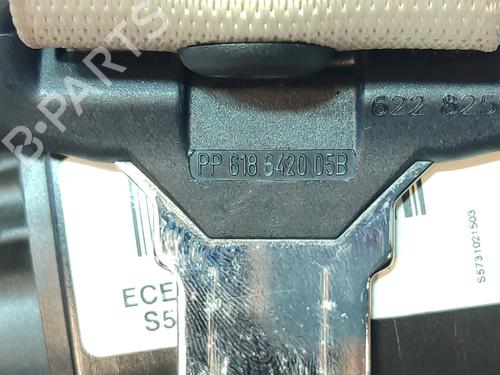 B-PARTS
622 825
PP 618 6420 05B
ECE
S5
S5731021503